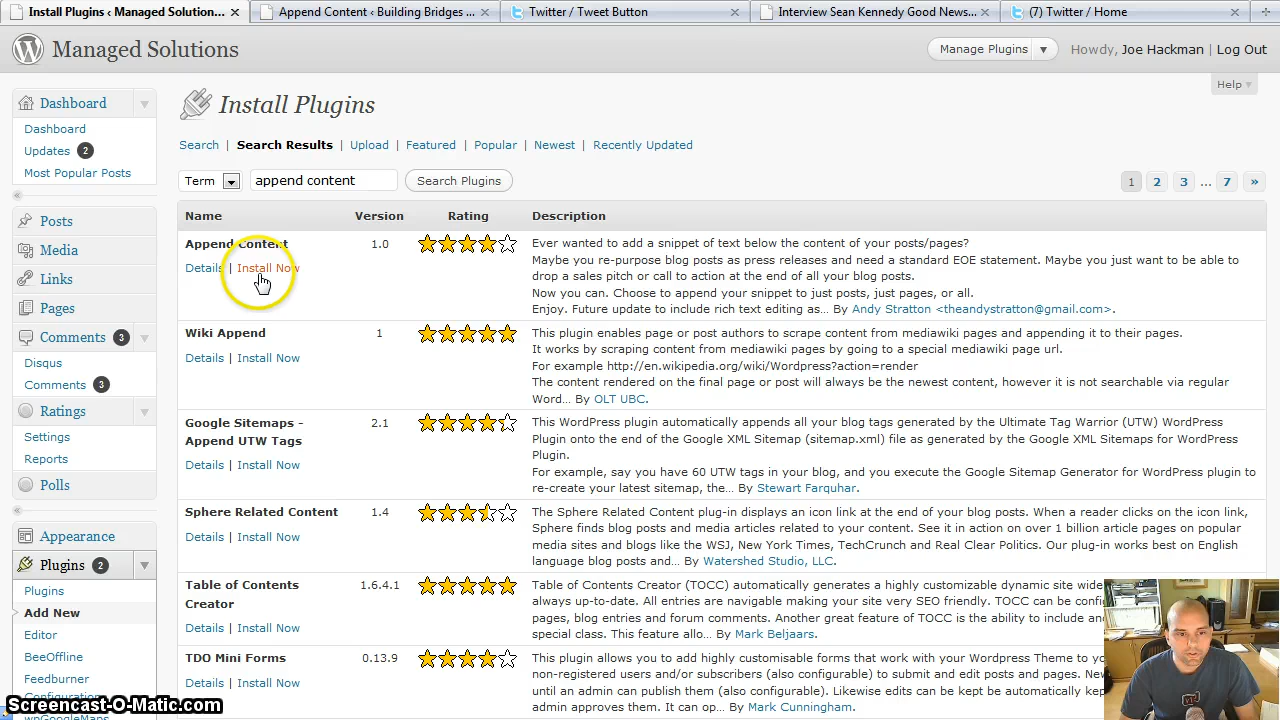 Install Plugins ‹ Managed Solution...
Append Content ‹ Building Bridges ...
Twitter / Tweet Button
Interview Sean Kennedy Good News...
(7) Twitter / Home
Managed Solutions
Manage Plugins
Howdy, Joe Hackman | Log Out
Help
Dashboard
Dashboard
Updates 2
Most Popular Posts
Posts
Media
Links
Pages
Comments 3
Disqus
Comments 3
Ratings
Settings
Reports
Polls
Appearance
Plugins 2
Plugins
Add New
Editor
BeeOffline
Feedburner
Configuration
wpGoogleMaps
Install Plugins
Search | Search Results | Upload | Featured | Popular | Newest | Recently Updated
Term append content Search Plugins
1 2 3 ... 7 »
Name Version Rating Description
Append Content 1.0
Details | Install Now
Ever wanted to add a snippet of text below the content of your posts/pages?
Maybe you re-purpose blog posts as press releases and need a standard EOE statement. Maybe you just want to be able to
drop a sales pitch or call to action at the end of all your blog posts.
Now you can. Choose to append your snippet to just posts, just pages, or all.
Enjoy. Future update to include rich text editing as... By Andy Stratton <theandystratton@gmail.com>.
Wiki Append 1
Details | Install Now
This plugin enables page or post authors to scrape content from mediawiki pages and appending it to their pages.
It works by scraping content from mediawiki pages by going to a special mediawiki page url.
For example http://en.wikipedia.org/wiki/Wordpress?action=render
The content rendered on the final page or post will always be the newest content, however it is not searchable via regular
Word... By OLT UBC.
Google Sitemaps - 2.1
Append UTW Tags
Details | Install Now
This WordPress plugin automatically appends all your blog tags generated by the Ultimate Tag Warrior (UTW) WordPress
Plugin onto the end of the Google XML Sitemap (sitemap.xml) file as generated by the Google XML Sitemaps for WordPress
Plugin.
For example, say you have 60 UTW tags in your blog, and you execute the Google Sitemap Generator for WordPress plugin to
re-create your latest sitemap, the... By Stewart Farquhar.
Sphere Related Content 1.4
Details | Install Now
The Sphere Related Content plug-in displays an icon link at the end of your blog posts. When a reader clicks on the icon link,
Sphere finds blog posts and media articles related to your content. See it in action on over 1 billion article pages on popular
media sites and blogs like the WSJ, New York Times, TechCrunch and Real Clear Politics. Our plug-in works best on English
language blog posts and... By Watershed Studio, LLC.
Table of Contents 1.6.4.1
Creator
Details | Install Now
Table of Contents Creator (TOCC) automatically generates a highly customizable dynamic site wide
always up-to-date. All entries are navigable making your site very SEO friendly. TOCC can be
pages, blog entries and forum comments. Another great feature of TOCC is the ability to include
special class. This feature allo... By Mark Beljaars.
TDO Mini Forms 0.13.9
Details | Install Now
This plugin allows you to add highly customisable forms that work with your Wordpress Theme to
non-registered users and/or subscribers (also configurable) to submit and edit posts and pages.
until an admin can publish them (also configurable). Likewise edits can be kept be automatically
admin approves them. It can op... By Mark Cunningham.
Screencast-O-Matic.com